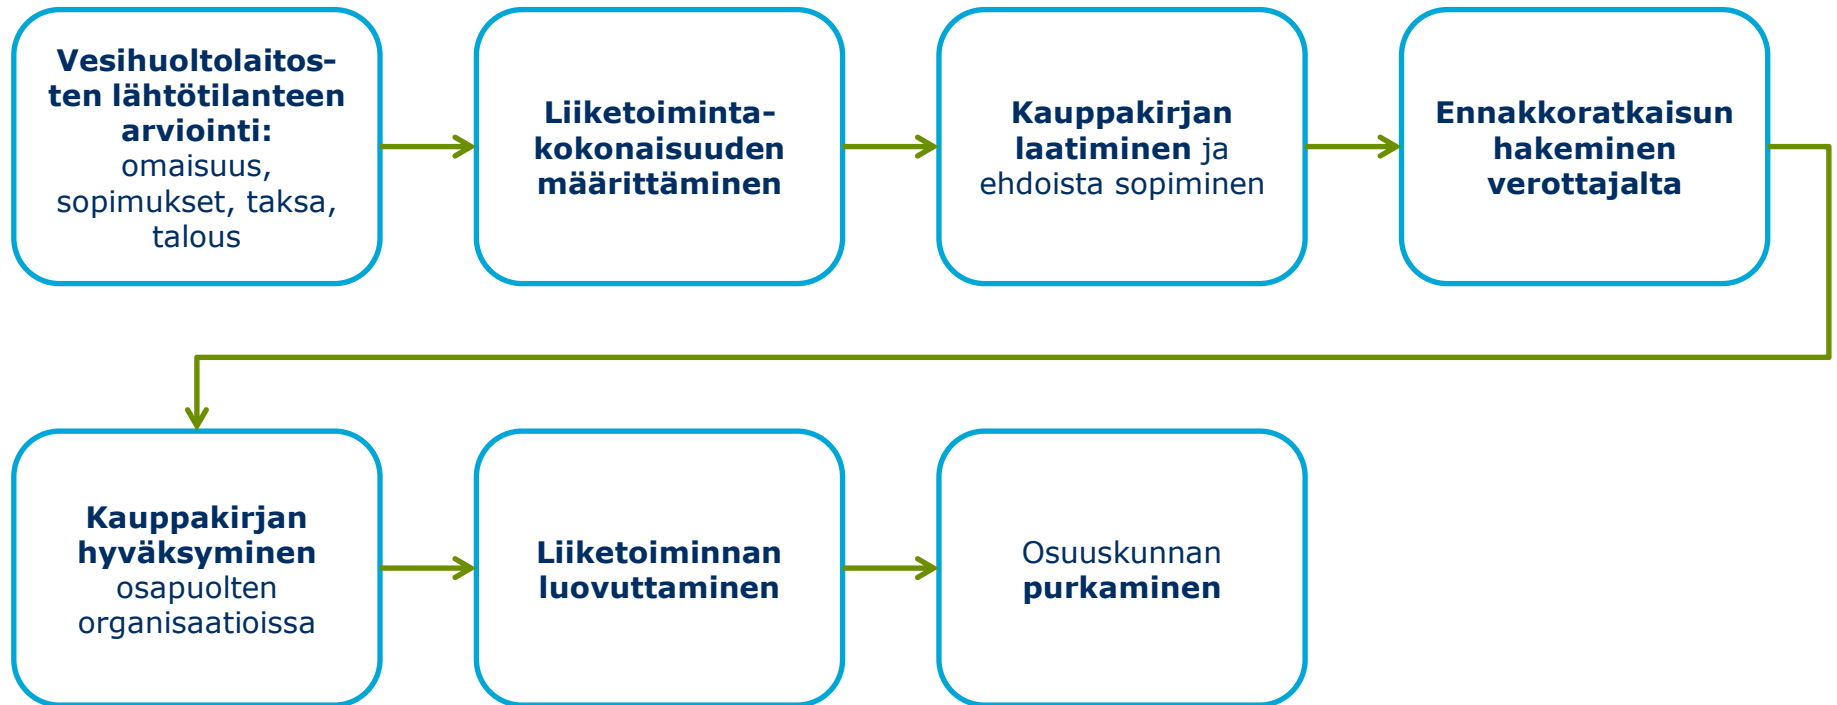 Vesihuoltolaitos-
ten lähtötilanteen
arviointi:
omaisuus,
sopimukset, taksa,
talous
Liiketoiminta-
kokonaisuuden
määrittäminen
Kauppakirjan
laatiminen ja
ehdoista sopiminen
Ennakkoratkaisun
hakeminen
verottajalta
Kauppakirjan
hyväksyminen
osapuolten
organisaatioissa
Liiketoiminnan
luovuttaminen
Osuuskunnan
purkaminen